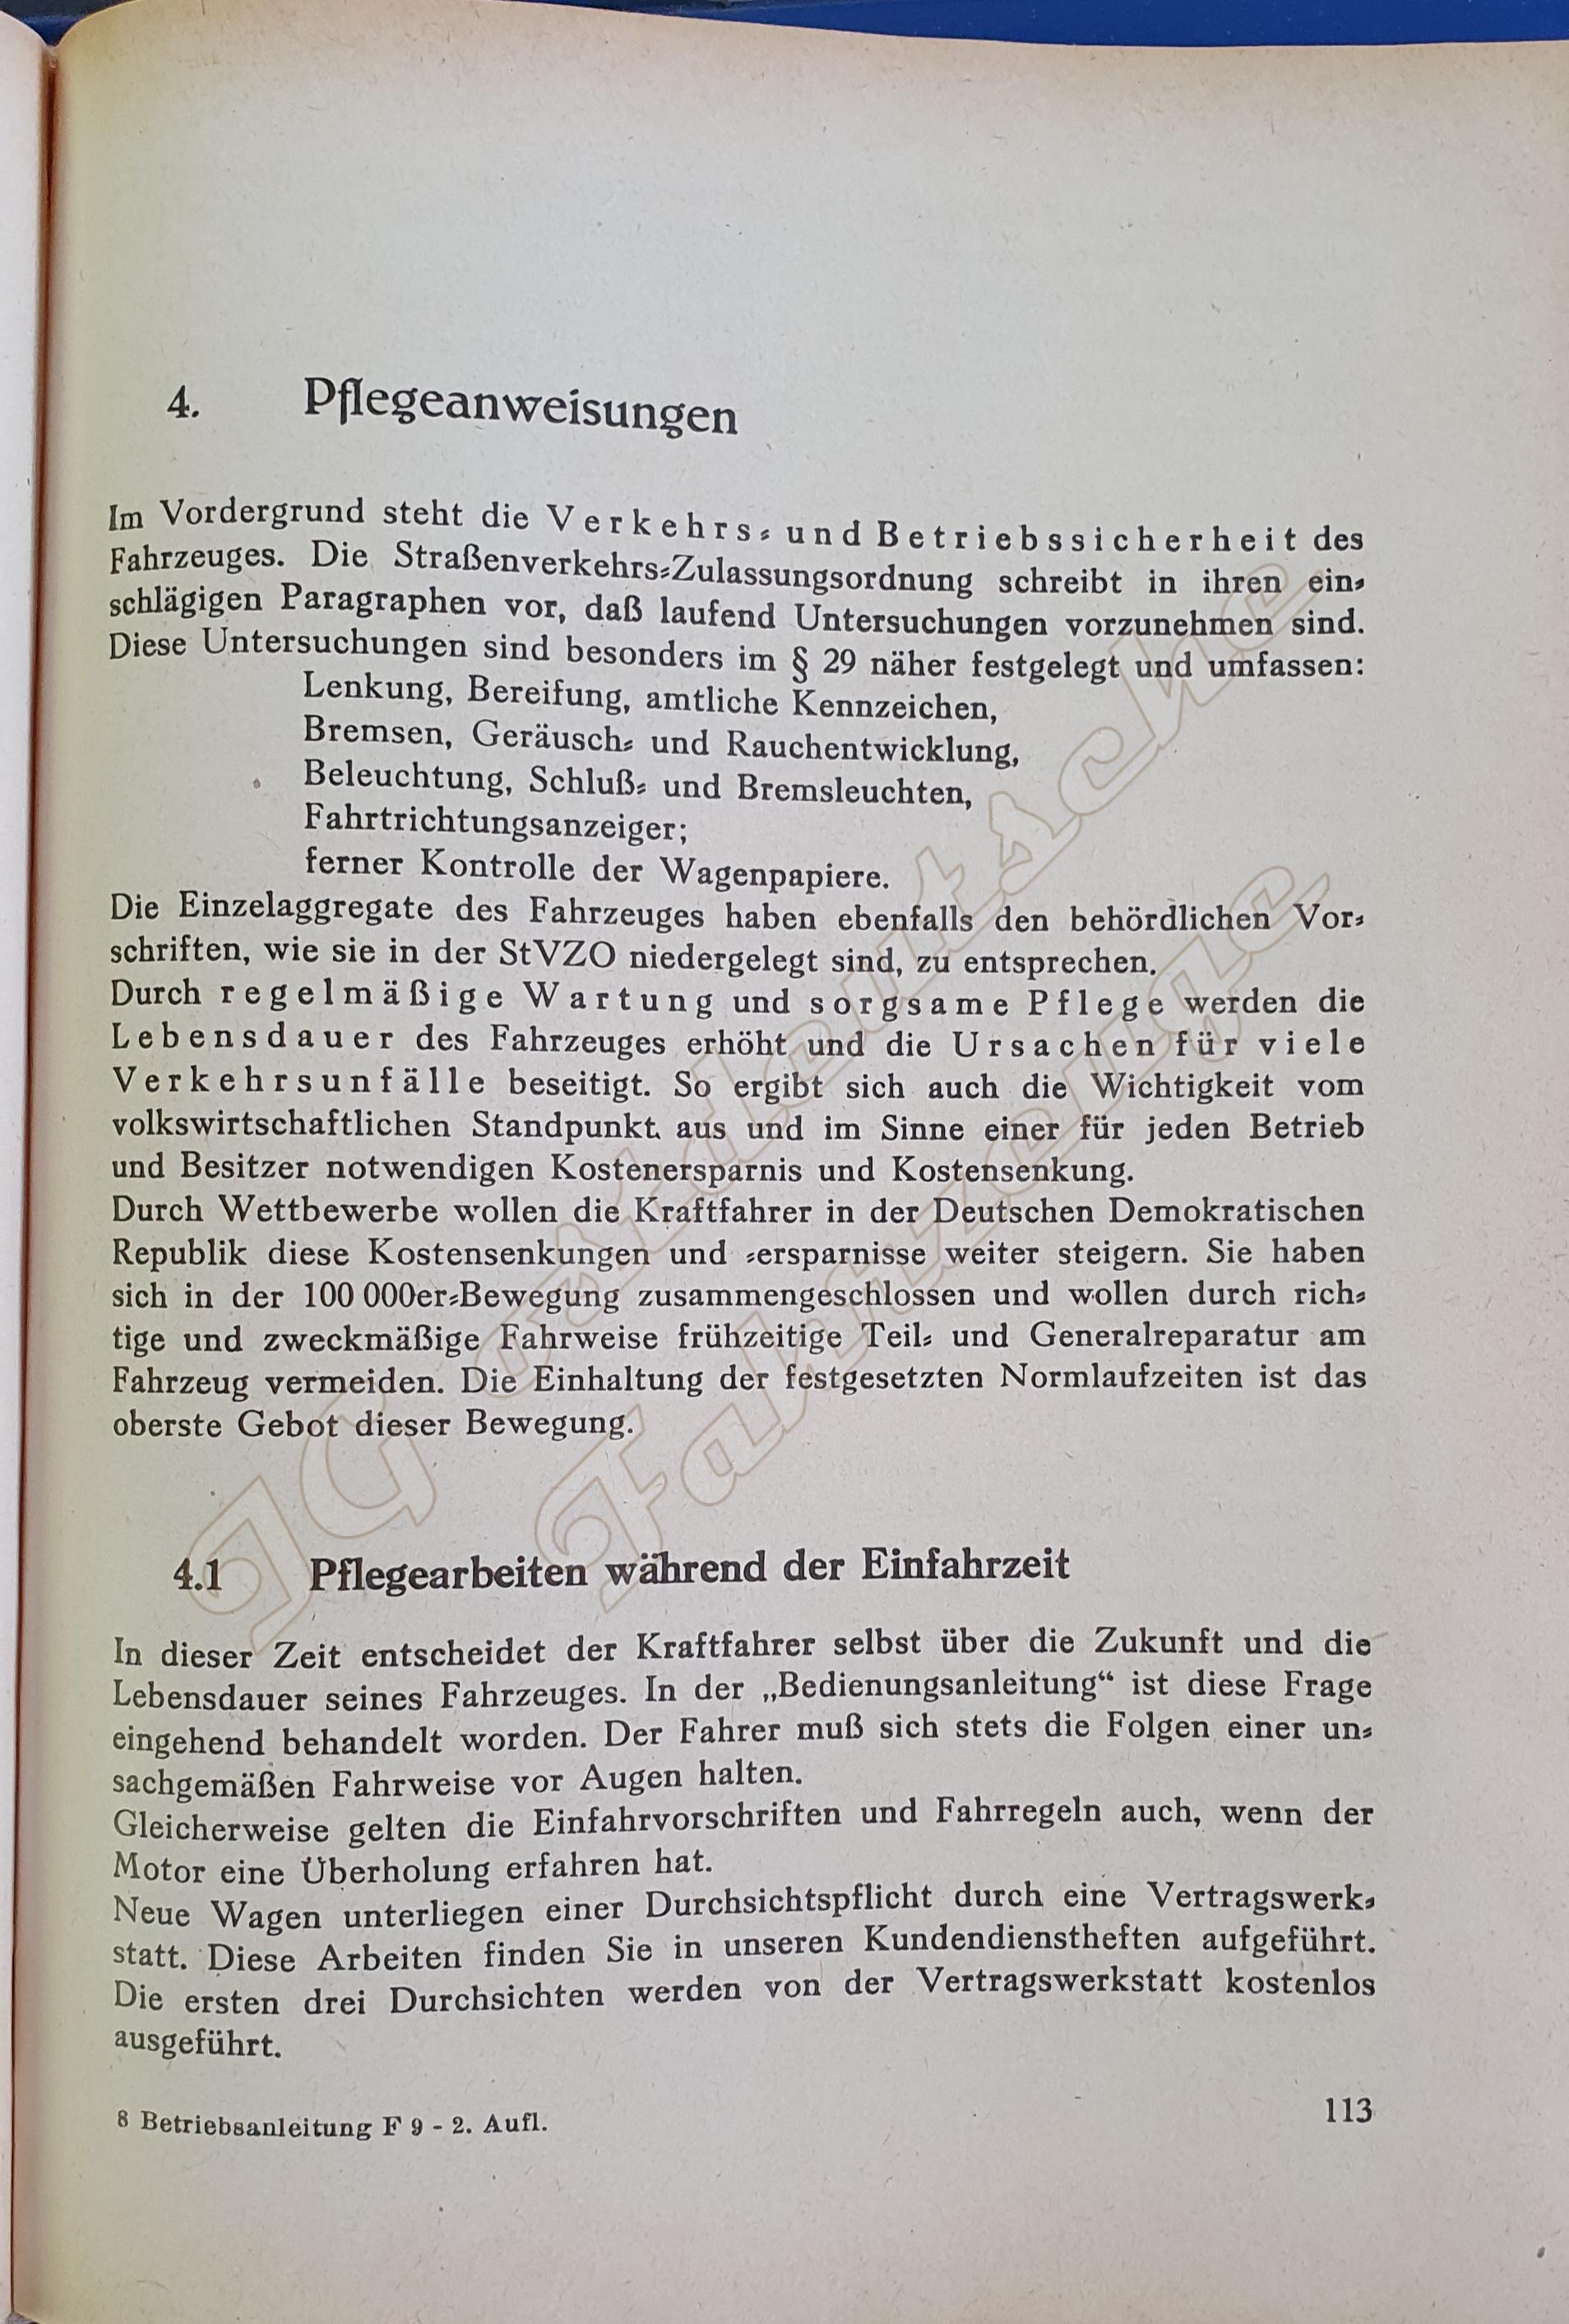 4. Pflegeanweisungen
Im Vordergrund steht die Verkehrs- und Betriebssicherheit des
Fahrzeuges. Die Straßenverkehrs-Zulassungsordnung schreibt in ihren ein-
schlägigen Paragraphen vor, daß laufend Untersuchungen vorzunehmen sind.
Diese Untersuchungen sind besonders im § 29 näher festgelegt und umfassen:
Lenkung, Bereifung, amtliche Kennzeichen,
Bremsen, Geräusch- und Rauchentwicklung,
Beleuchtung, Schluß- und Bremsleuchten,
Fahrtrichtungsanzeiger;
ferner Kontrolle der Wagenpapiere.
Die Einzelaggregate des Fahrzeuges haben ebenfalls den behördlichen Vor-
schriften, wie sie in der StVZO niedergelegt sind, zu entsprechen.
Durch regelmäßige Wartung und sorgsame Pflege werden die
Lebensdauer des Fahrzeuges erhöht und die Ursachen für viele
Verkehrsunfälle beseitigt. So ergibt sich auch die Wichtigkeit vom
volkswirtschaftlichen Standpunkt aus und im Sinne einer für jeden Betrieb
und Besitzer notwendigen Kostenersparnis und Kostensenkung.
Durch Wettbewerbe wollen die Kraftfahrer in der Deutschen Demokratischen
Republik diese Kostensenkungen und -ersparnisse weiter steigern. Sie haben
sich in der 100 000er-Bewegung zusammengeschlossen und wollen durch rich-
tige und zweckmäßige Fahrweise frühzeitige Teil- und Generalreparatur am
Fahrzeug vermeiden. Die Einhaltung der festgesetzten Normlaufzeiten ist das
oberste Gebot dieser Bewegung.
4.1 Pflegearbeiten während der Einfahrzeit
In dieser Zeit entscheidet der Kraftfahrer selbst über die Zukunft und die
Lebensdauer seines Fahrzeuges. In der „Bedienungsanleitung“ ist diese Frage
eingehend behandelt worden. Der Fahrer muß sich stets die Folgen einer un-
sachgemäßen Fahrweise vor Augen halten.
Gleicherweise gelten die Einfahrvorschriften und Fahrregeln auch, wenn der
Motor eine Überholung erfahren hat.
Neue Wagen unterliegen einer Durchsichtspflicht durch eine Vertragswerk-
statt. Diese Arbeiten finden Sie in unseren Kundendienstheften aufgeführt.
Die ersten drei Durchsichten werden von der Vertragswerkstatt kostenlos
ausgeführt.
8 Betriebsanleitung F 9 - 2. Aufl.
113
IG Ostdeutsche
Fahrzeuge